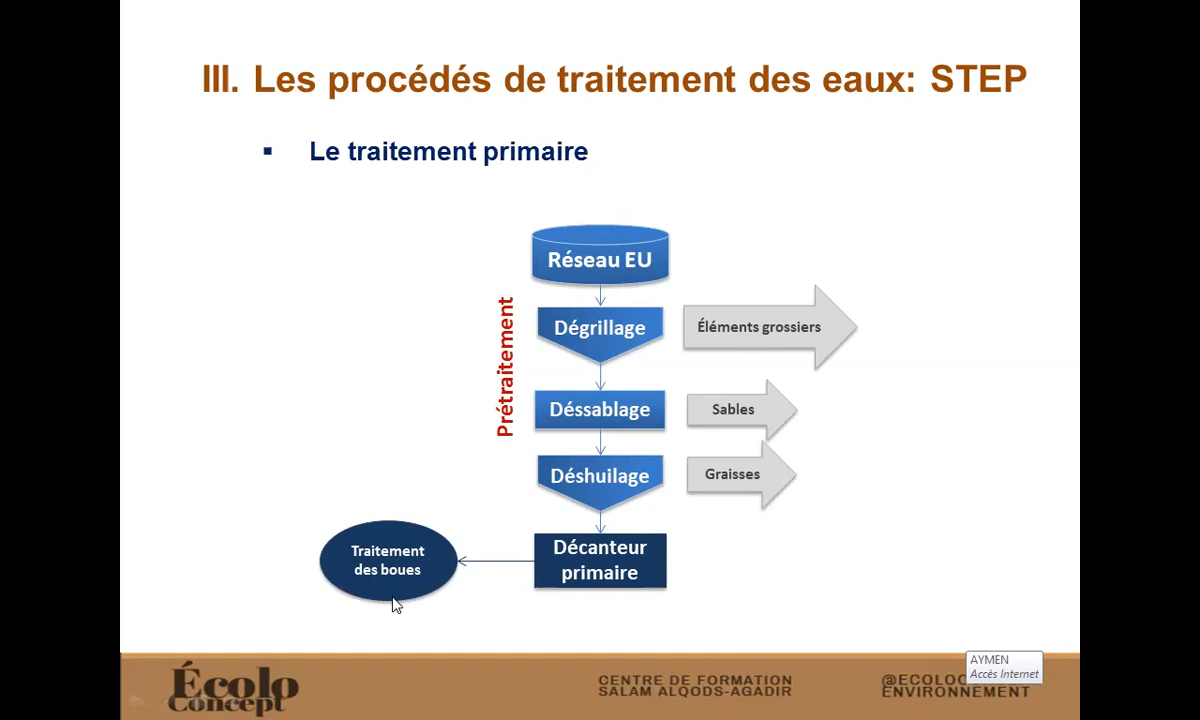 III. Les procédés de traitement des eaux: STEP
▪ Le traitement primaire
Réseau EU
Prétraitement
Dégrillage
Éléments grossiers
Déssablage
Sables
Déshuilage
Graisses
Décanteur
primaire
Traitement
des boues
Écolo
Concept
CENTRE DE FORMATION
SALAM ALQODS-AGADIR
ENVIRONNEMENT
AYMEN
Accès Internet